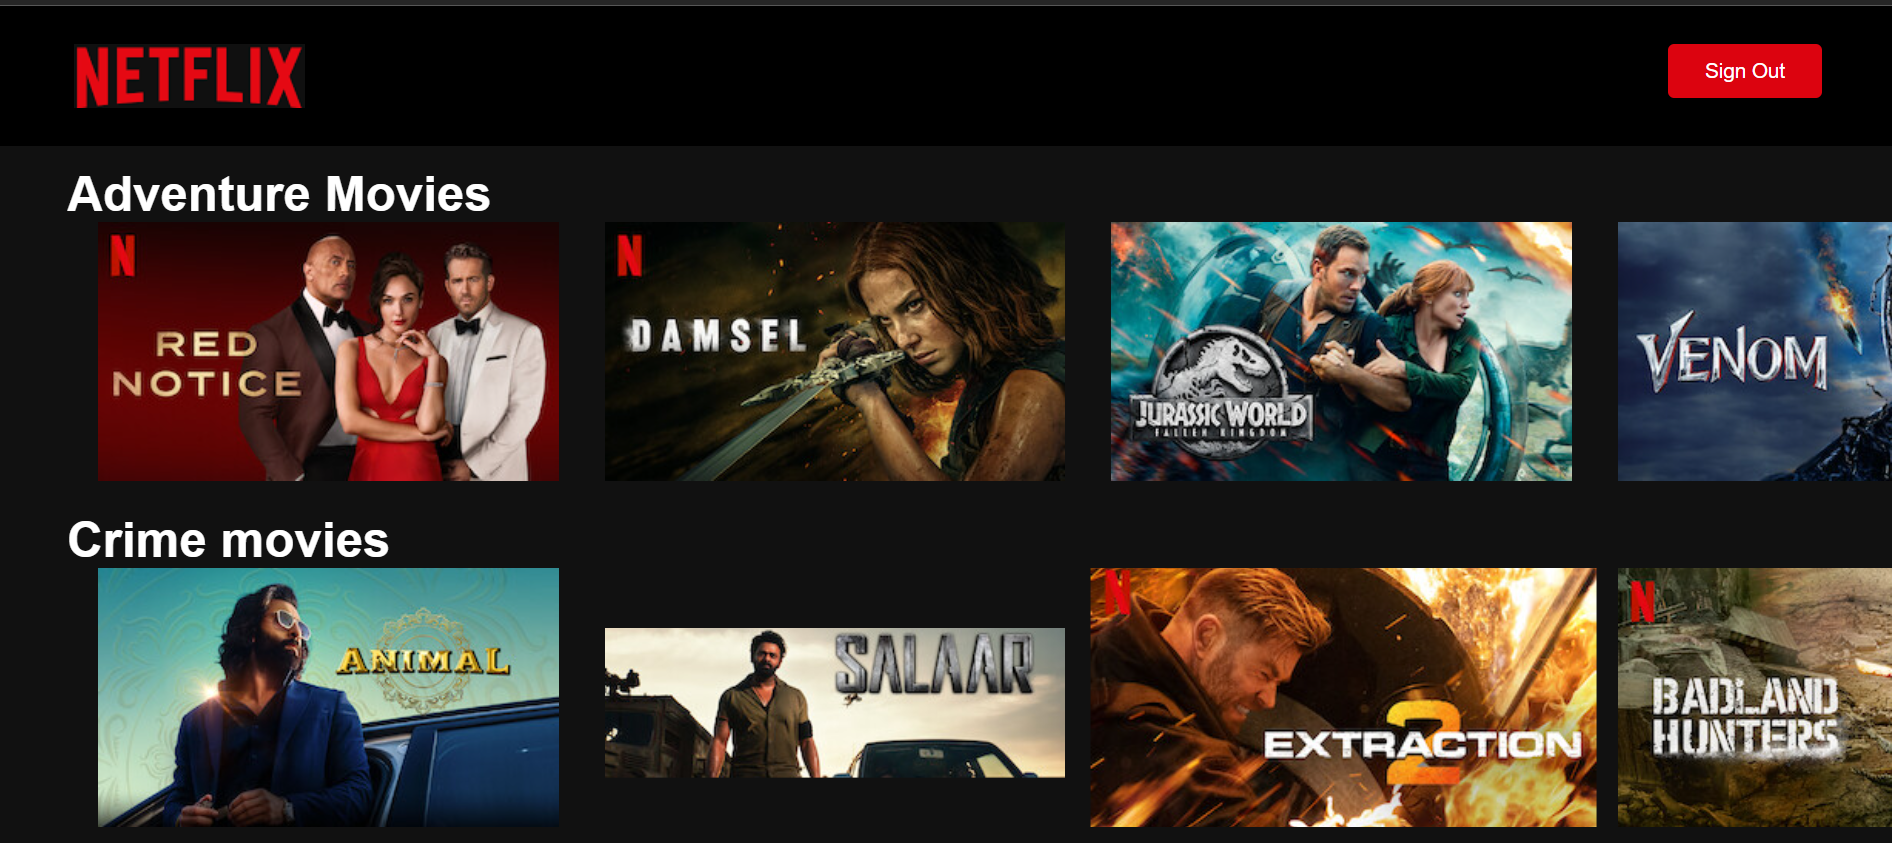 NETFLIX
Sign Out
Adventure Movies
N
RED
NOTICE
N
DAMSEL
JURASSIC WORLD
FALLEN KINGDOM
VENOM
Crime movies
ANIMAL
SALAAR
N
EXTRACTION
2
N
BADLAND
HUNTERS